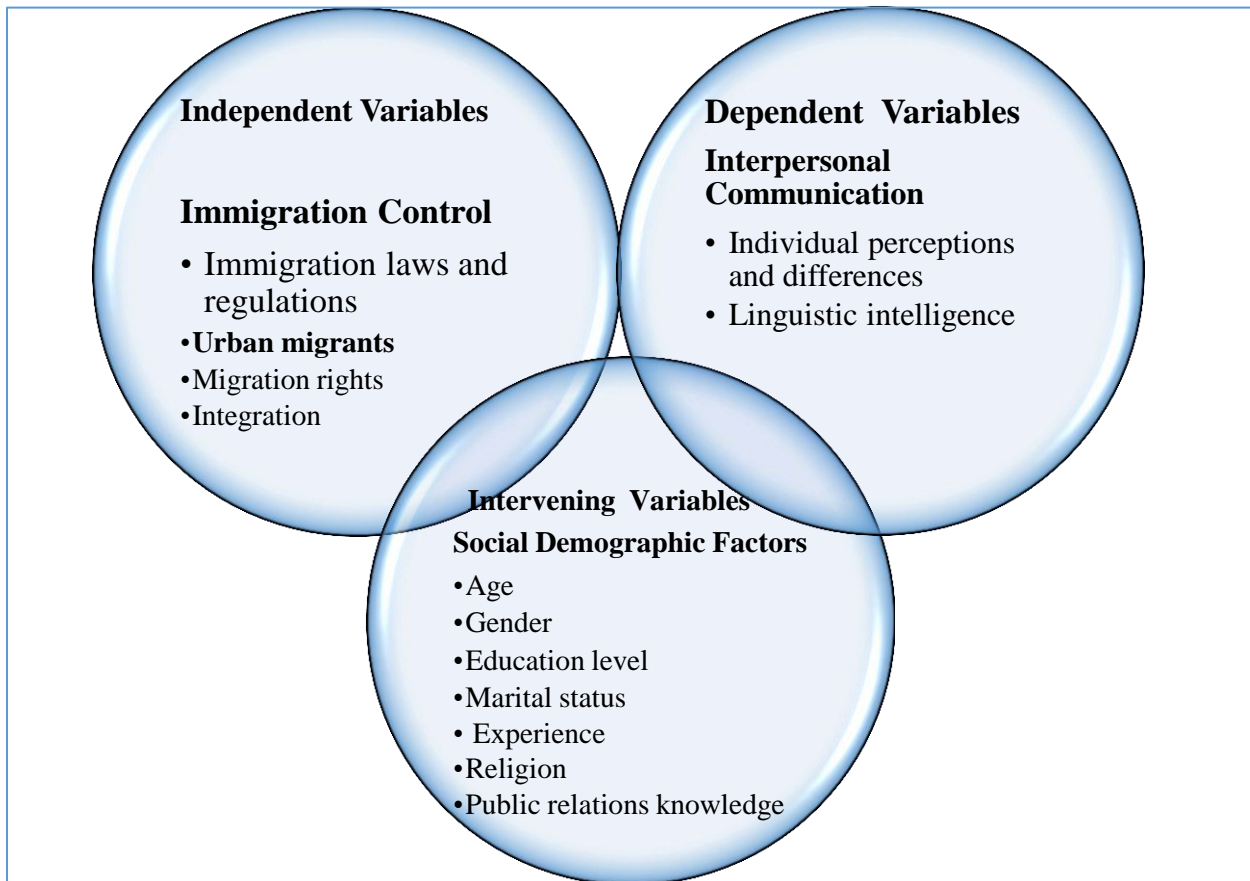 Independent Variables
Immigration Control
• Immigration laws and
regulations
•Urban migrants
•Migration rights
•Integration
Dependent Variables
Interpersonal
Communication
• Individual perceptions
and differences
• Linguistic intelligence
Intervening Variables
Social Demographic Factors
•Age
•Gender
•Education level
•Marital status
• Experience
•Religion
•Public relations knowledge